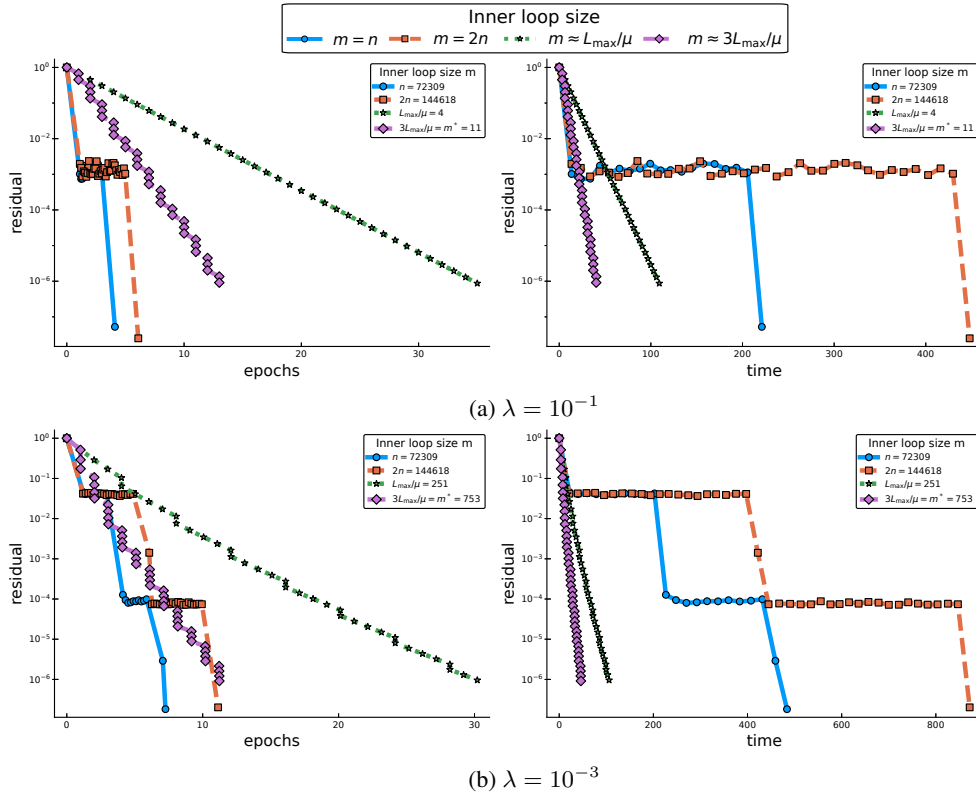 Inner loop size
m = n m = 2n m ≈ L_max/μ m ≈ 3L_max/μ
10^0
10^-2
10^-4
10^-6
residual
Inner loop size m
n = 72309
2n = 144618
L_max/μ = 4
3L_max/μ = m* = 11
0 10 20 30
epochs
10^0
10^-2
10^-4
10^-6
residual
Inner loop size m
n = 72309
2n = 144618
L_max/μ = 4
3L_max/μ = m* = 11
0 100 200 300 400
time
(a) λ = 10^-1
10^0
10^-1
10^-2
10^-3
10^-4
10^-5
10^-6
residual
Inner loop size m
n = 72309
2n = 144618
L_max/μ = 251
3L_max/μ = m* = 753
0 10 20 30
epochs
10^0
10^-1
10^-2
10^-3
10^-4
10^-5
10^-6
residual
Inner loop size m
n = 72309
2n = 144618
L_max/μ = 251
3L_max/μ = m* = 753
0 200 400 600 800
time
(b) λ = 10^-3